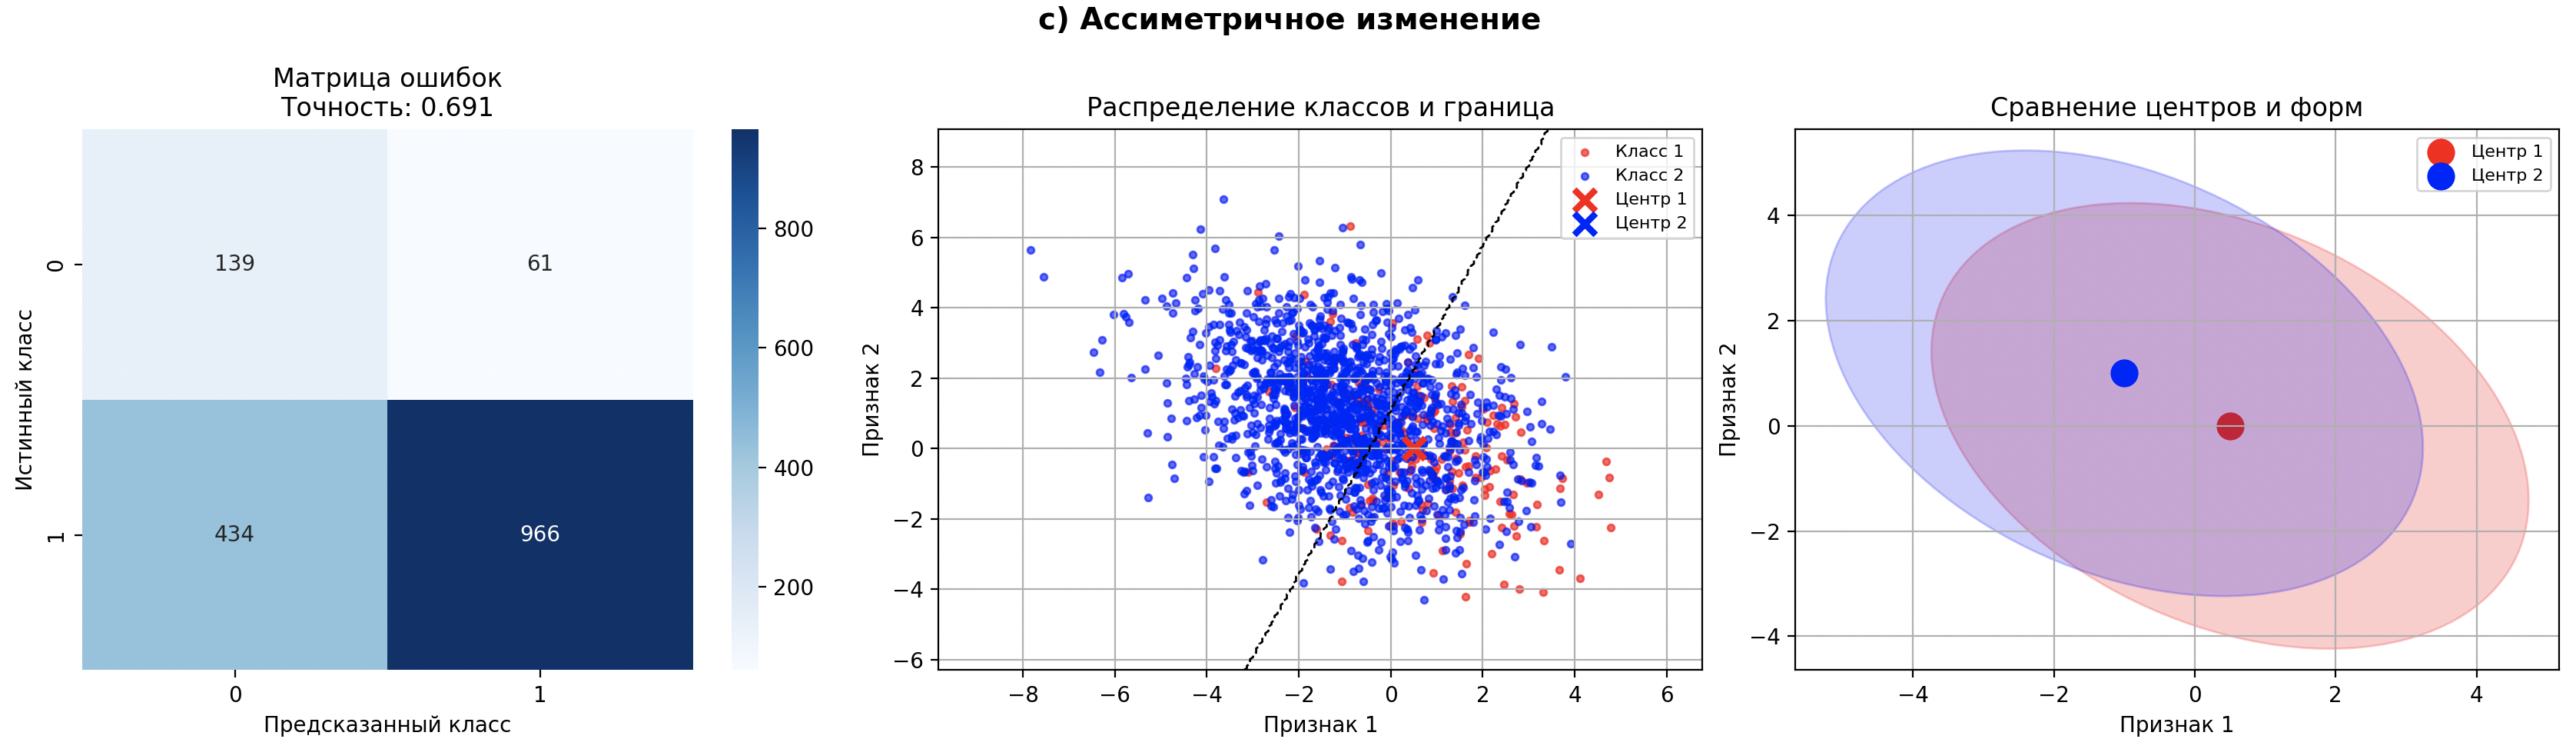 с) Ассиметричное изменение
Матрица ошибок
Точность: 0.691
139
61
434
966
0
1
Истинный класс
0
1
Предсказанный класс
800
600
400
200
Распределение классов и граница
Класс 1
Класс 2
Центр 1
Центр 2
8
6
4
2
0
−2
−4
−6
Признак 2
−8
−6
−4
−2
0
2
4
6
Признак 1
Сравнение центров и форм
Центр 1
Центр 2
4
2
0
−2
−4
Признак 2
−4
−2
0
2
4
Признак 1